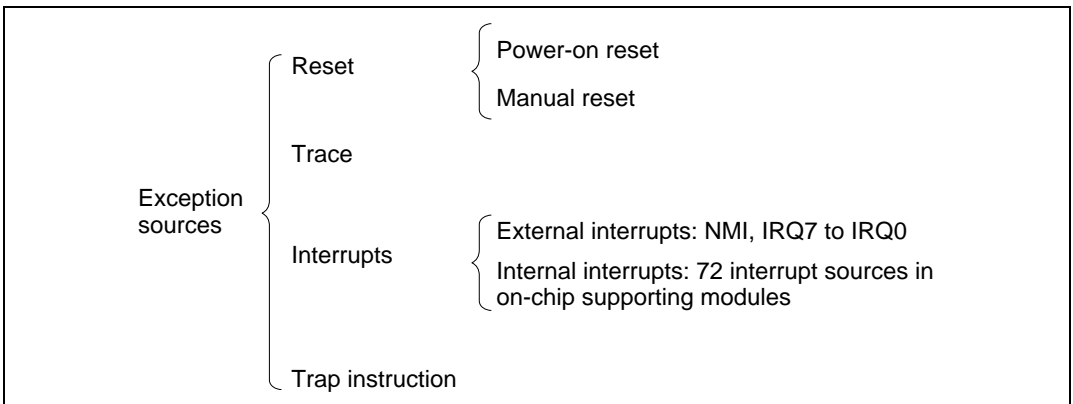 Exception
sources
Reset
Power-on reset
Manual reset
Trace
Interrupts
External interrupts: NMI, IRQ7 to IRQ0
Internal interrupts: 72 interrupt sources in
on-chip supporting modules
Trap instruction